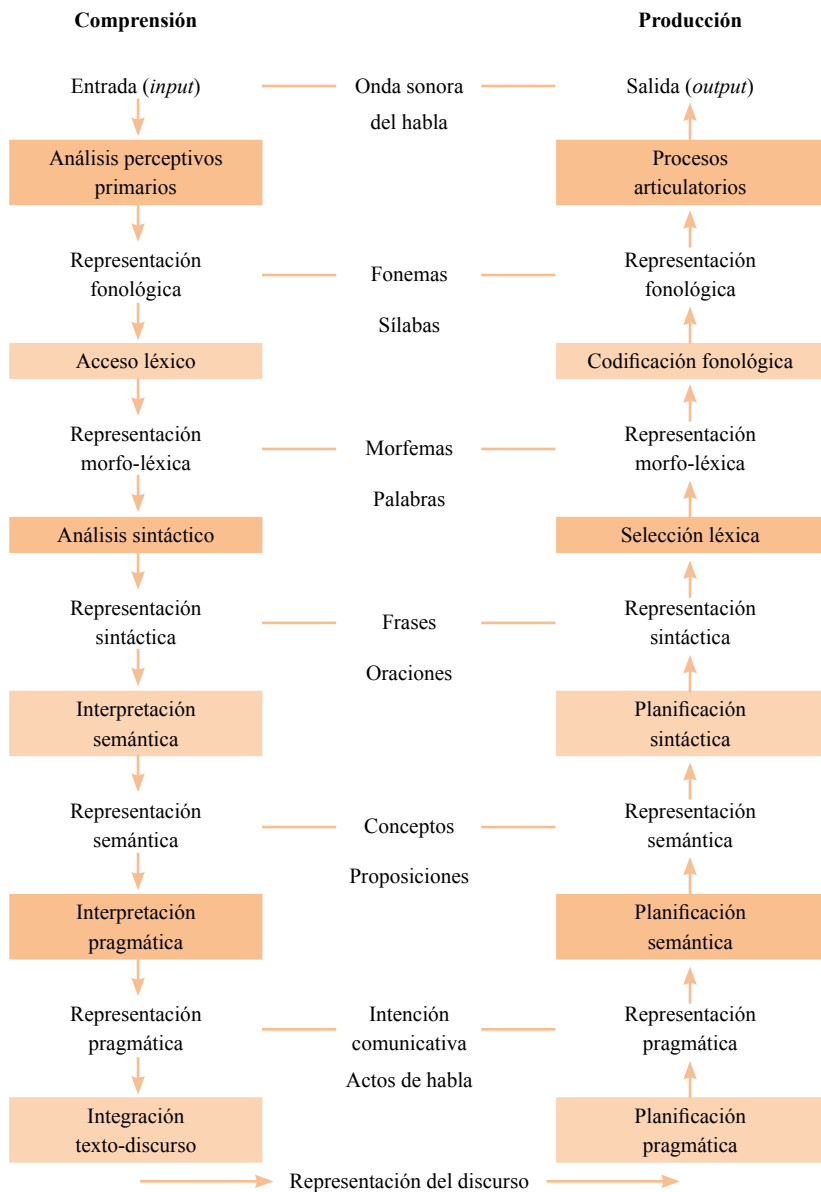 Comprensión
Producción
Entrada (input)
Onda sonora
del habla
Salida (output)
Análisis perceptivos
primarios
Procesos
articulatorios
Representación
fonológica
Fonemas
Sílabas
Representación
fonológica
Acceso léxico
Codificación fonológica
Representación
morfo-léxica
Morfemas
Palabras
Representación
morfo-léxica
Análisis sintáctico
Selección léxica
Representación
sintáctica
Frases
Oraciones
Representación
sintáctica
Interpretación
semántica
Planificación
sintáctica
Representación
semántica
Conceptos
Proposiciones
Representación
semántica
Interpretación
pragmática
Planificación
semántica
Representación
pragmática
Intención
comunicativa
Actos de habla
Representación
pragmática
Integración
texto-discurso
Planificación
pragmática
Representación del discurso